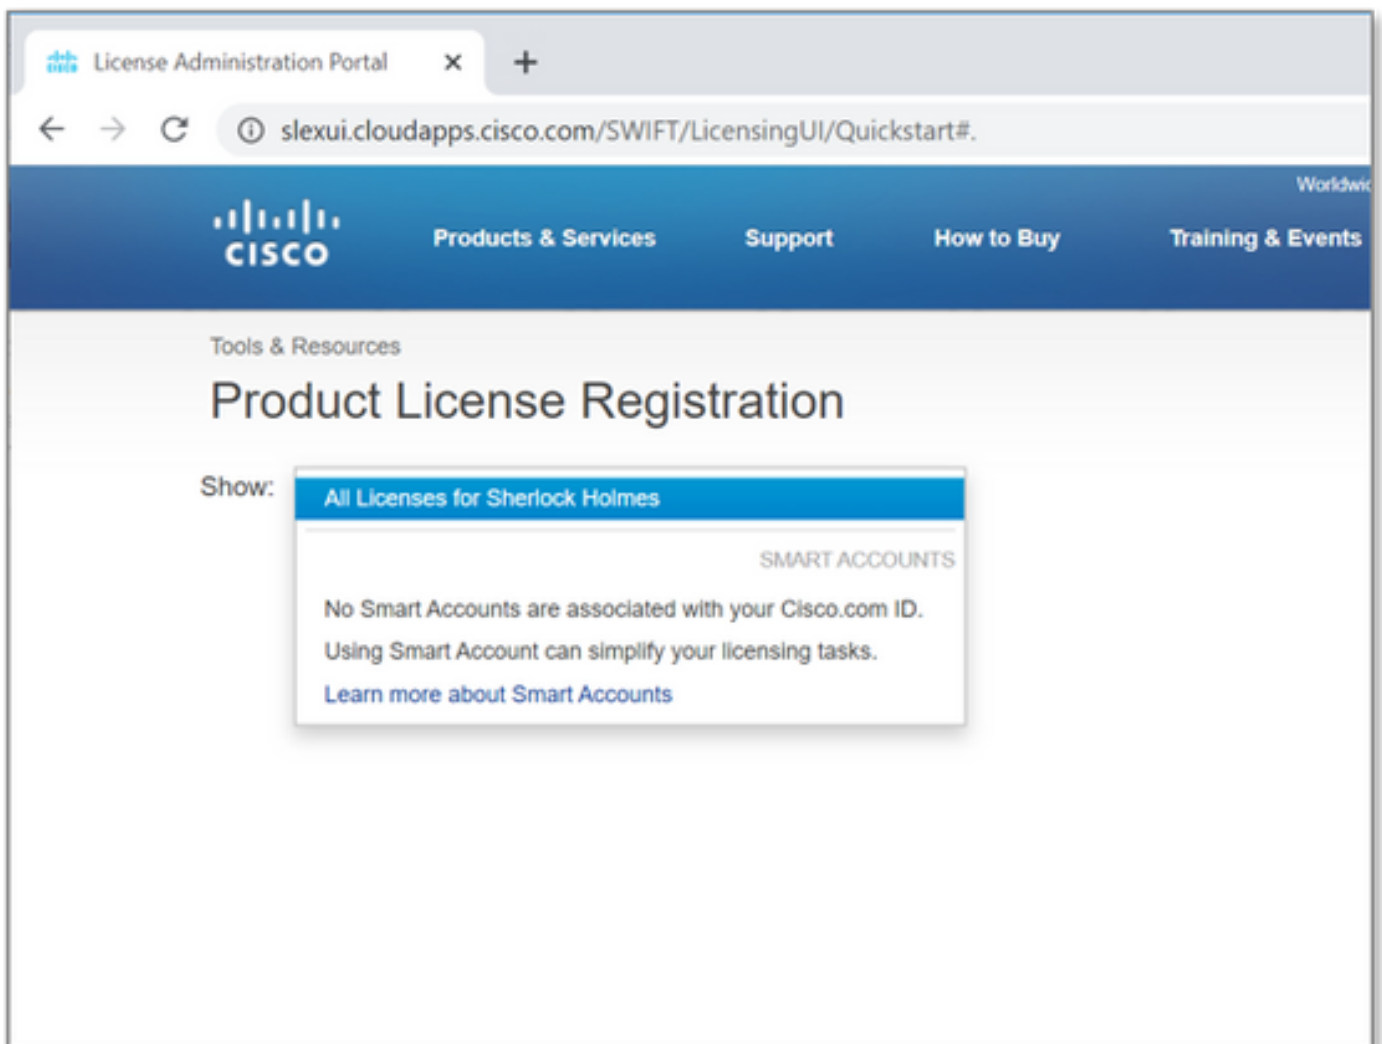 License Administration Portal
slexui.cloudapps.cisco.com/SWIFT/LicensingUI/Quickstart#.
Worldwid
CISCO Products & Services Support How to Buy Training & Events
Tools & Resources
Product License Registration
Show: All Licenses for Sherlock Holmes
SMART ACCOUNTS
No Smart Accounts are associated with your Cisco.com ID.
Using Smart Account can simplify your licensing tasks.
Learn more about Smart Accounts